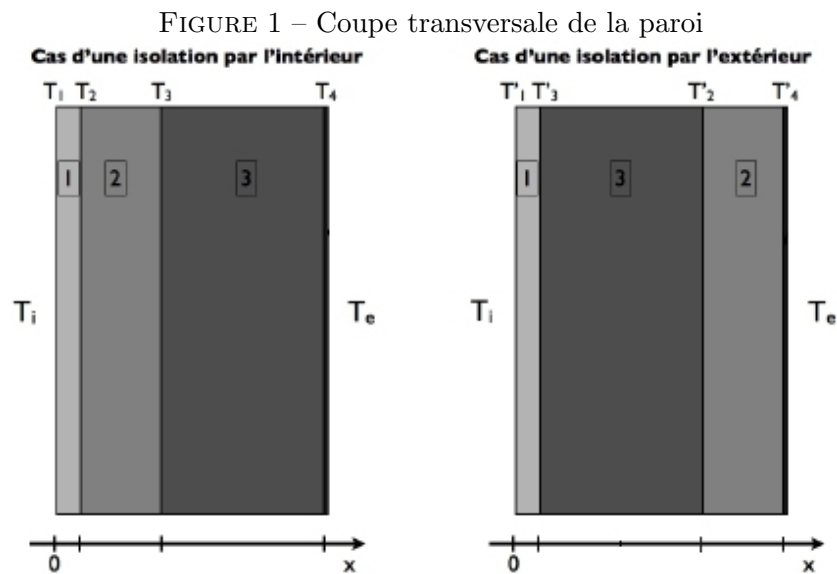 FIGURE 1 – Coupe transversale de la paroi
Cas d'une isolation par l'intérieur
T₁ T₂ T₃ T₄
1 2 3
Tᵢ Tₑ
0 x
Cas d'une isolation par l'extérieur
T'₁ T'₃ T'₂ T'₄
1 3 2
Tᵢ Tₑ
0 x